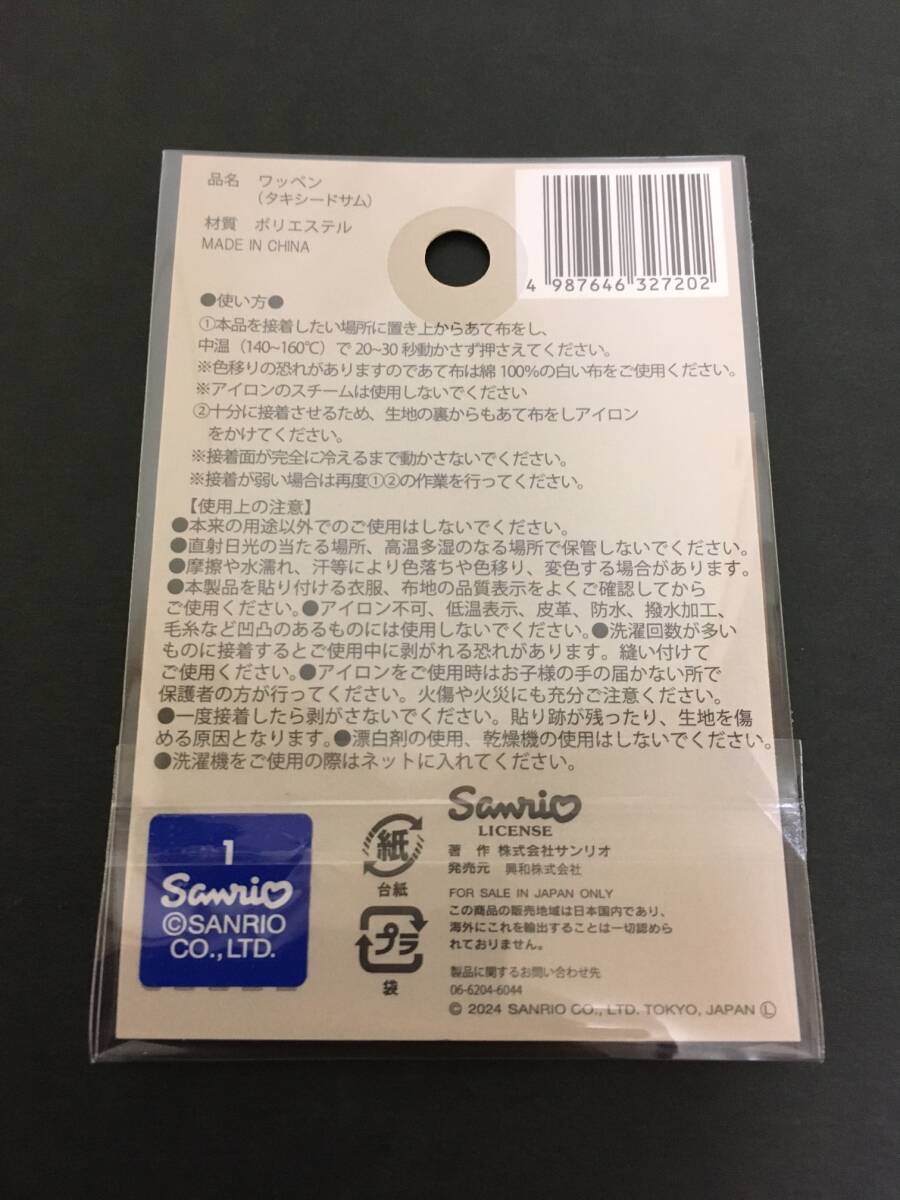 品名 ワッペン
(タキシードサム)
材質 ポリエステル
MADE IN CHINA
4 987646 327202
●使い方●
①本品を接着したい場所に置き上からあて布をし、
中温(140~160℃)で20~30秒動かさず押さえてください。
※色移りの恐れがありますのであて布は綿100%の白い布をご使用ください。
※アイロンのスチームは使用しないでください
②十分に接着させるため、生地の裏からもあて布をしアイロン
をかけてください。
※接着面が完全に冷えるまで動かさないでください。
※接着が弱い場合は再度①②の作業を行ってください。
【使用上の注意】
●本来の用途以外でのご使用はしないでください。
●直射日光の当たる場所、高温多湿のなる場所で保管しないでください。
●摩擦や水濡れ、汗等により色落ちや色移り、変色する場合があります。
●本製品を貼り付ける衣服、布地の品質表示をよくご確認してから
ご使用ください。●アイロン不可、低温表示、皮革、防水、撥水加工、
毛糸など凹凸のあるものには使用しないでください。●洗濯回数が多い
ものに接着するとご使用中に剥がれる恐れがあります。縫い付けて
ご使用ください。●アイロンをご使用時はお子様の手の届かない所で
保護者の方が行ってください。火傷や火災にも充分ご注意ください。
●一度接着したら剥がさないでください。貼り跡が残ったり、生地を傷
める原因となります。●漂白剤の使用、乾燥機の使用はしないでください。
●洗濯機をご使用の際はネットに入れてください。
1
Sanrio
©SANRIO
CO.,LTD.
紙
台紙
プラ
袋
Sanrio
LICENSE
著 作 株式会社サンリオ
発売元 興和株式会社
FOR SALE IN JAPAN ONLY
この商品の販売地域は日本国内であり、
海外にこれを輸出することは一切認めら
れておりません。
製品に関するお問い合わせ先
06-6204-6044
© 2024 SANRIO CO., LTD. TOKYO, JAPAN Ⓛ